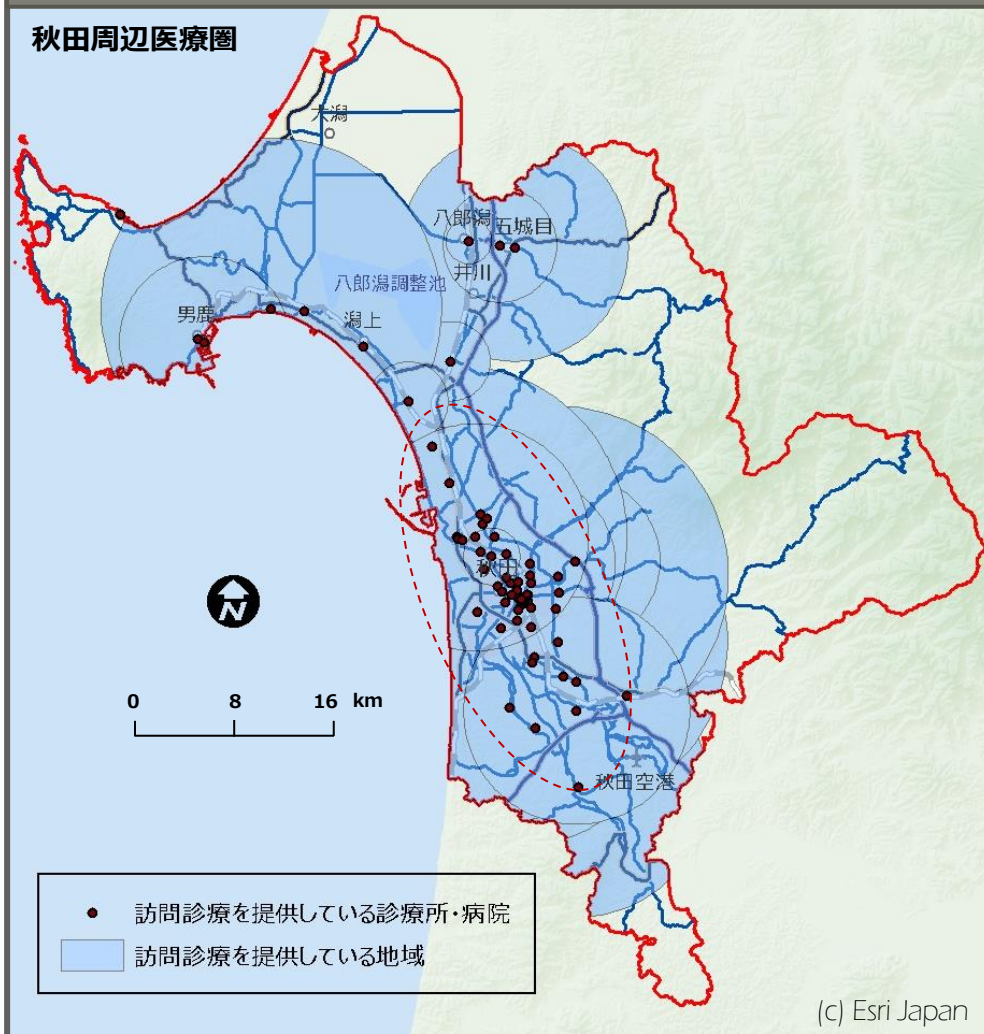 秋田周辺医療圏
大潟
八郎潟
五城目
井川
八郎潟調整池
男鹿
潟上
秋田
N
0 8 16 km
秋田空港
訪問診療を提供している診療所・病院
訪問診療を提供している地域
(c) Esri Japan